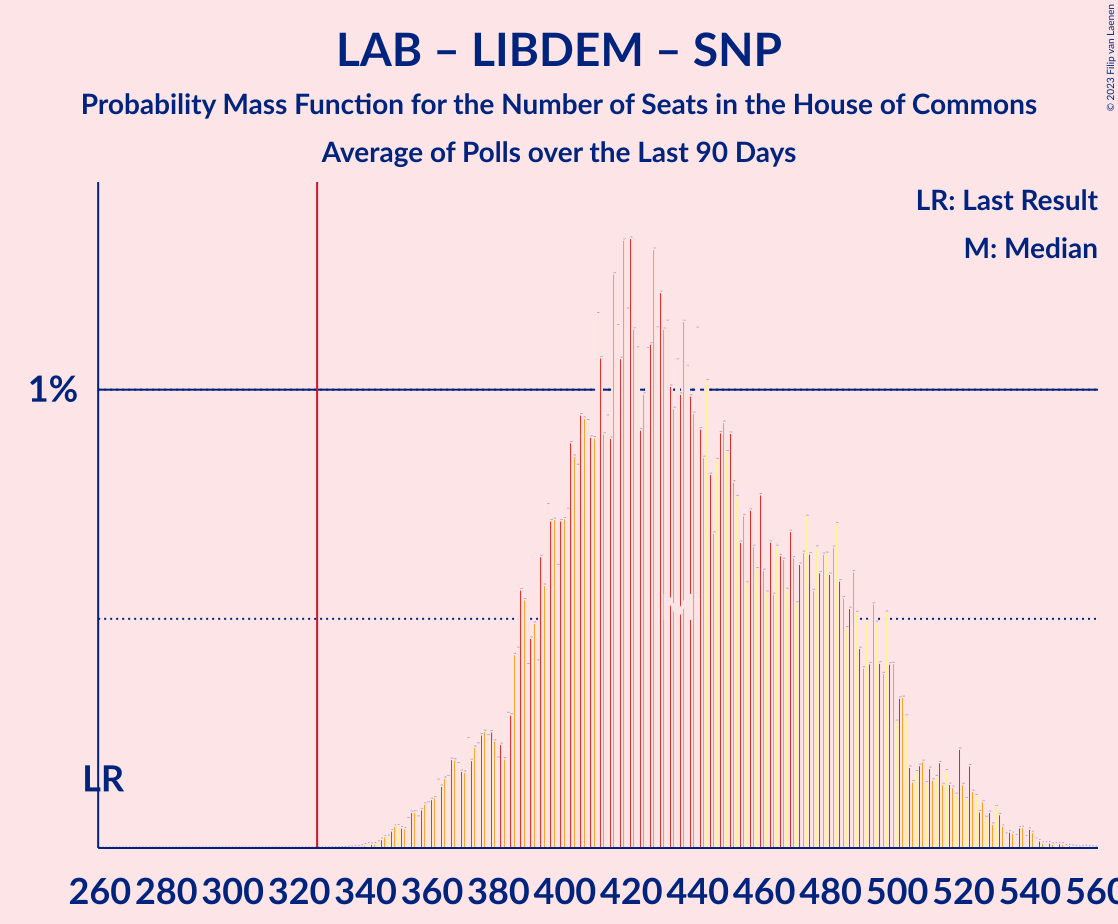 LAB – LIBDEM – SNP
Probability Mass Function for the Number of Seats in the House of Commons
Average of Polls over the Last 90 Days
© 2023 Filip van Laenen
LR: Last Result
M: Median
1%
M
LR
260 280 300 320 340 360 380 400 420 440 460 480 500 520 540 560